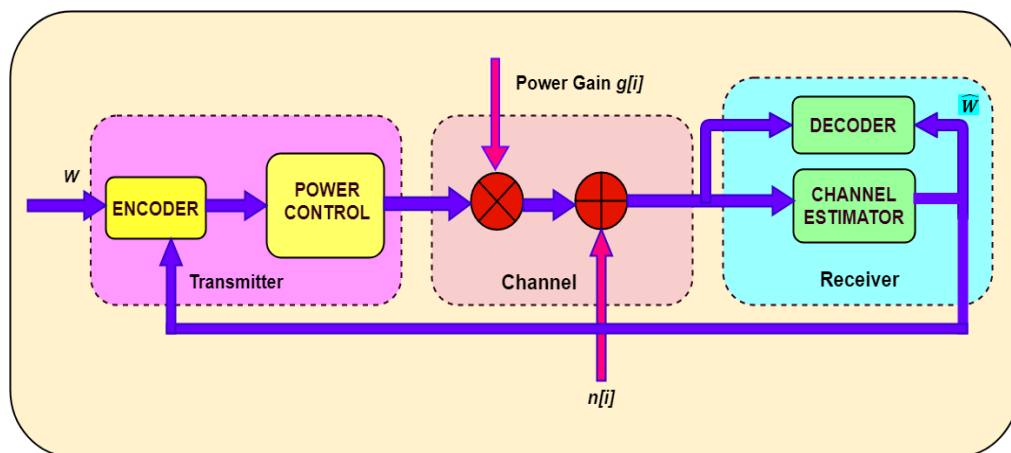 Power Gain g[i]
Ŵ
DECODER
W
ENCODER
POWER
CONTROL
CHANNEL
ESTIMATOR
Transmitter
Channel
Receiver
n[i]